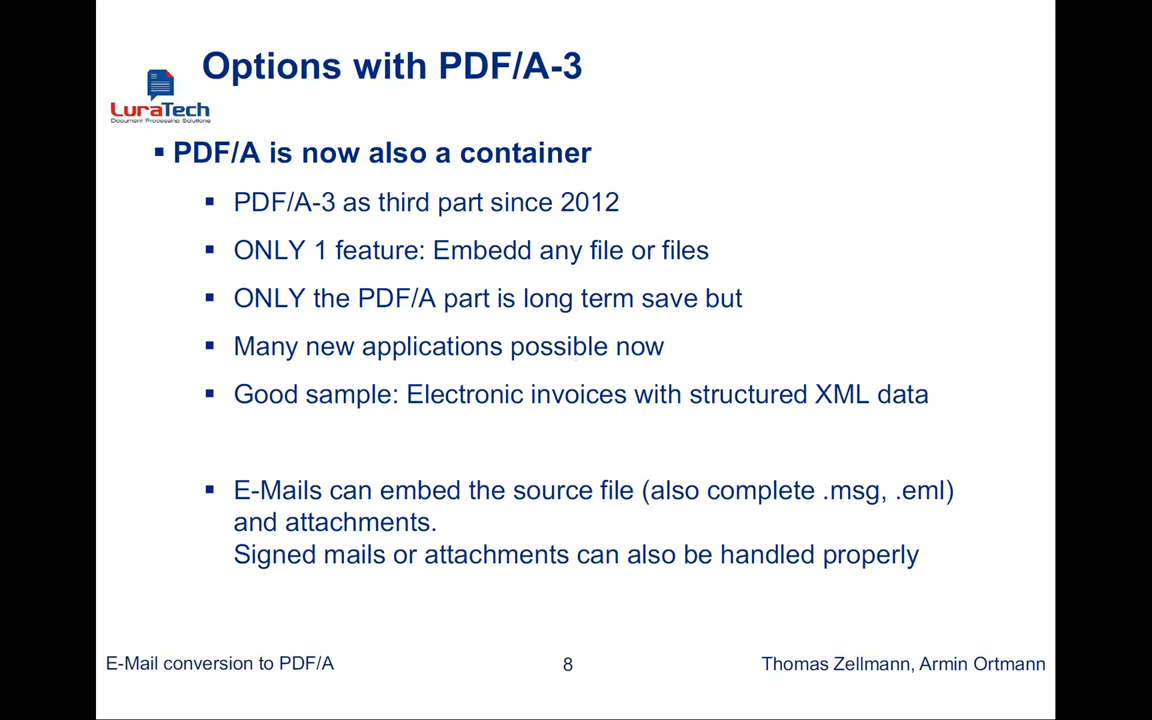 Options with PDF/A-3
LuraTech
Document Processing Solutions
▪ PDF/A is now also a container
▪ PDF/A-3 as third part since 2012
▪ ONLY 1 feature: Embedd any file or files
▪ ONLY the PDF/A part is long term save but
▪ Many new applications possible now
▪ Good sample: Electronic invoices with structured XML data
▪ E-Mails can embed the source file (also complete .msg, .eml)
and attachments.
Signed mails or attachments can also be handled properly
E-Mail conversion to PDF/A
8
Thomas Zellmann, Armin Ortmann